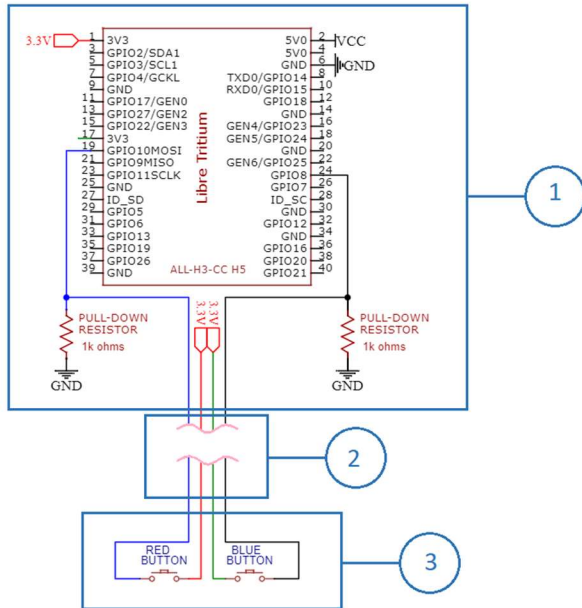 3.3V
1 3V3 5V0 2 VCC
3 GPIO2/SDA1 5V0 4
5 GPIO3/SCL1 GND 6 GND
7 GPIO4/GCKL TXD0/GPIO14 8
9 GND RXD0/GPIO15 10
11 GPIO17/GEN0 GPIO18 12
13 GPIO27/GEN2 GND 14
15 GPIO22/GEN3 GEN4/GPIO23 16
17 3V3 GEN5/GPIO24 18
19 GPIO10MOSI GND 20
21 GPIO9MISO GEN6/GPIO25 22
23 GPIO11SCLK GPIO8 24
25 GND GPIO7 26
27 ID_SD ID_SC 28
29 GPIO5 GND 30
31 GPIO6 GPIO12 32
33 GPIO13 GND 34
35 GPIO19 GPIO16 36
37 GPIO26 GPIO20 38
39 GND GPIO21 40
Libre Tritium
ALL-H3-CC H5
1
PULL-DOWN
RESISTOR
1k ohms
GND
3.3V
3.3V
PULL-DOWN
RESISTOR
1k ohms
GND
2
RED
BUTTON
BLUE
BUTTON
3